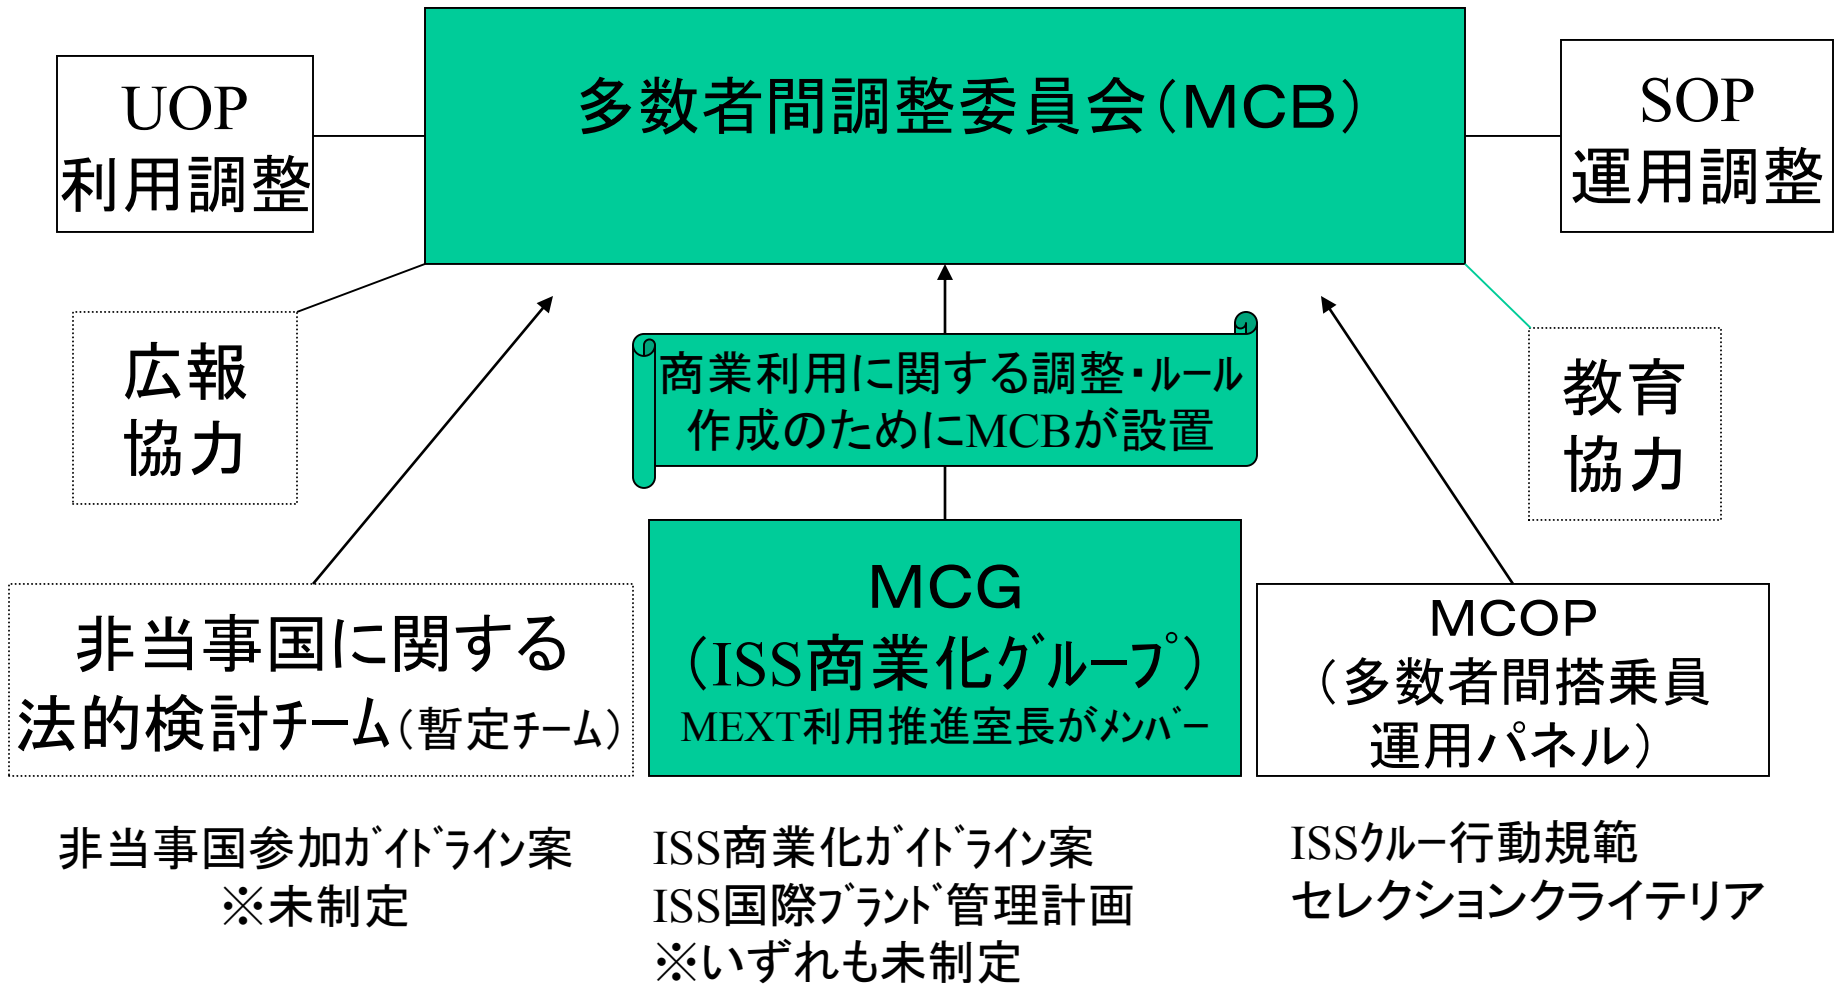 多数者間調整委員会（ＭＣＢ）
UOP
利用調整
SOP
運用調整
広報
協力
商業利用に関する調整・ﾙｰﾙ
作成のためにMCBが設置
教育
協力
非当事国に関する
法的検討ﾁｰﾑ（暫定ﾁｰﾑ）
ＭＣＧ
（ISS商業化ｸﾞﾙｰﾌﾟ）
MEXT利用推進室長がﾒﾝﾊﾞｰ
ＭＣＯＰ
（多数者間搭乗員
運用パネル）
非当事国参加ｶﾞｲﾄﾞﾗｲﾝ案
※未制定
ISS商業化ｶﾞｲﾄﾞﾗｲﾝ案
ISS国際ﾌﾞﾗﾝﾄﾞ管理計画
※いずれも未制定
ISSｸﾙｰ行動規範
セレクションクライテリア